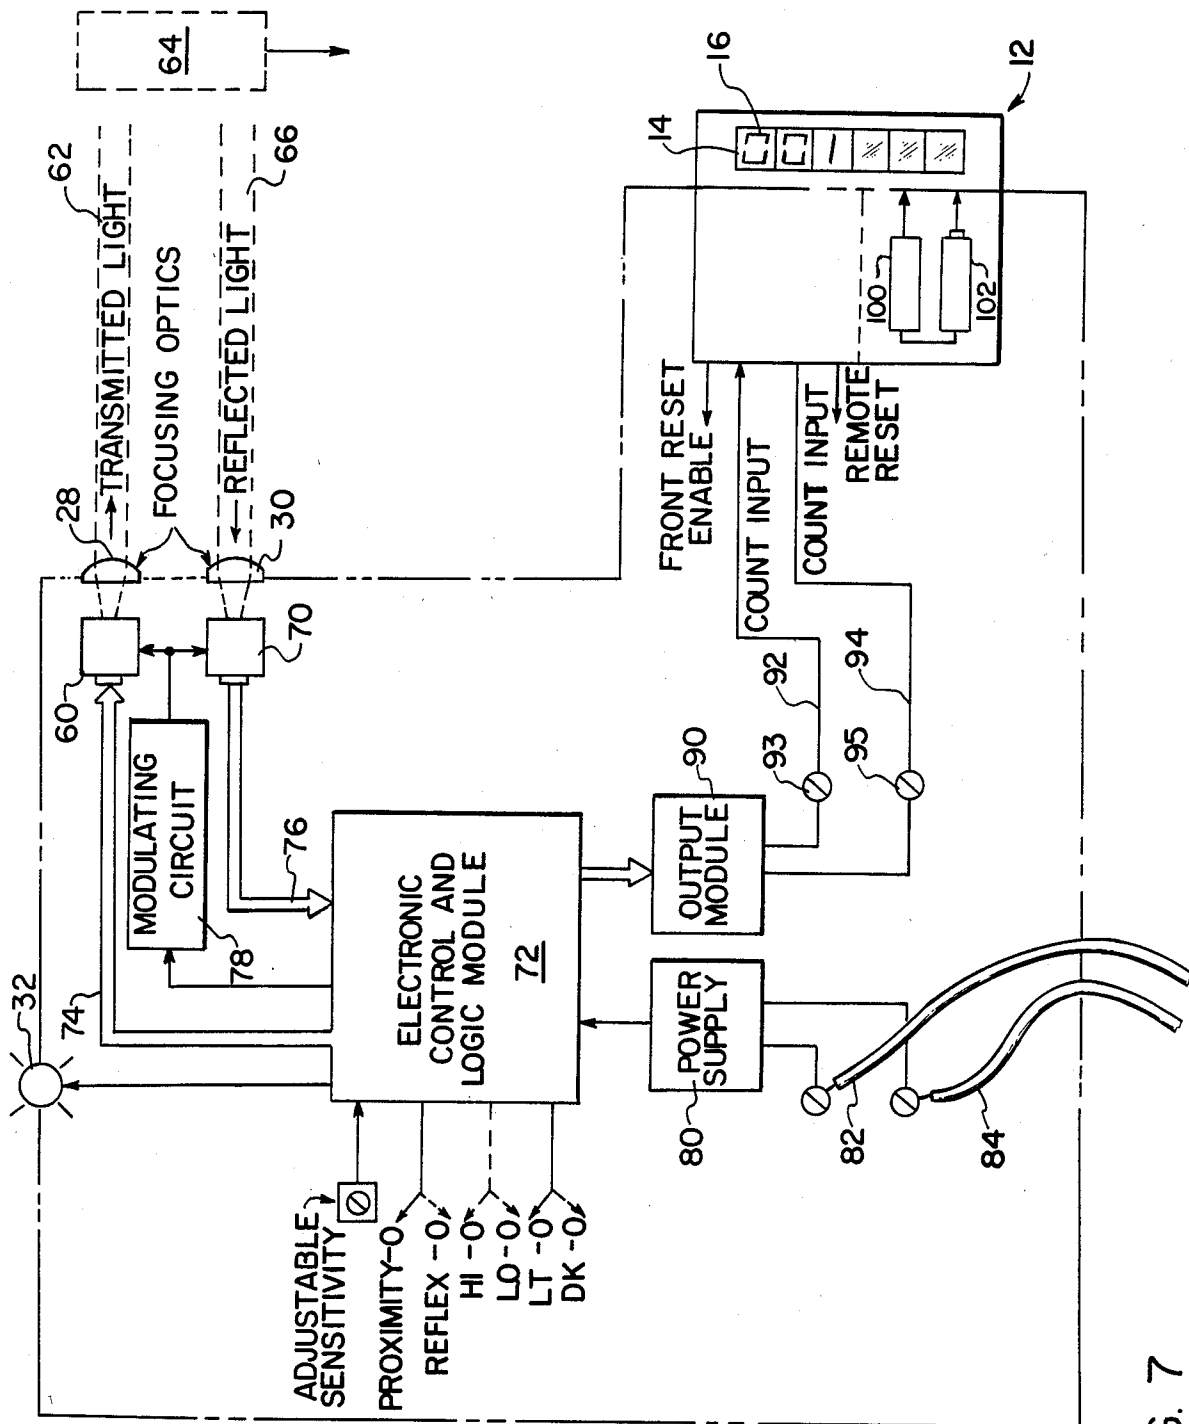 64
62
TRANSMITTED LIGHT
28
FOCUSING OPTICS
REFLECTED LIGHT
66
30
60
70
MODULATING
CIRCUIT
78
76
74
32
ELECTRONIC
CONTROL AND
LOGIC MODULE
72
ADJUSTABLE
SENSITIVITY
PROXIMITY-O
REFLEX -O
HI -O
LO -O
LT -O
DK -O
POWER
SUPPLY
80
82
84
OUTPUT
MODULE
90
93
92
95
94
COUNT INPUT
COUNT INPUT
FRONT RESET
ENABLE
REMOTE
RESET
14
16
12
100
102
7